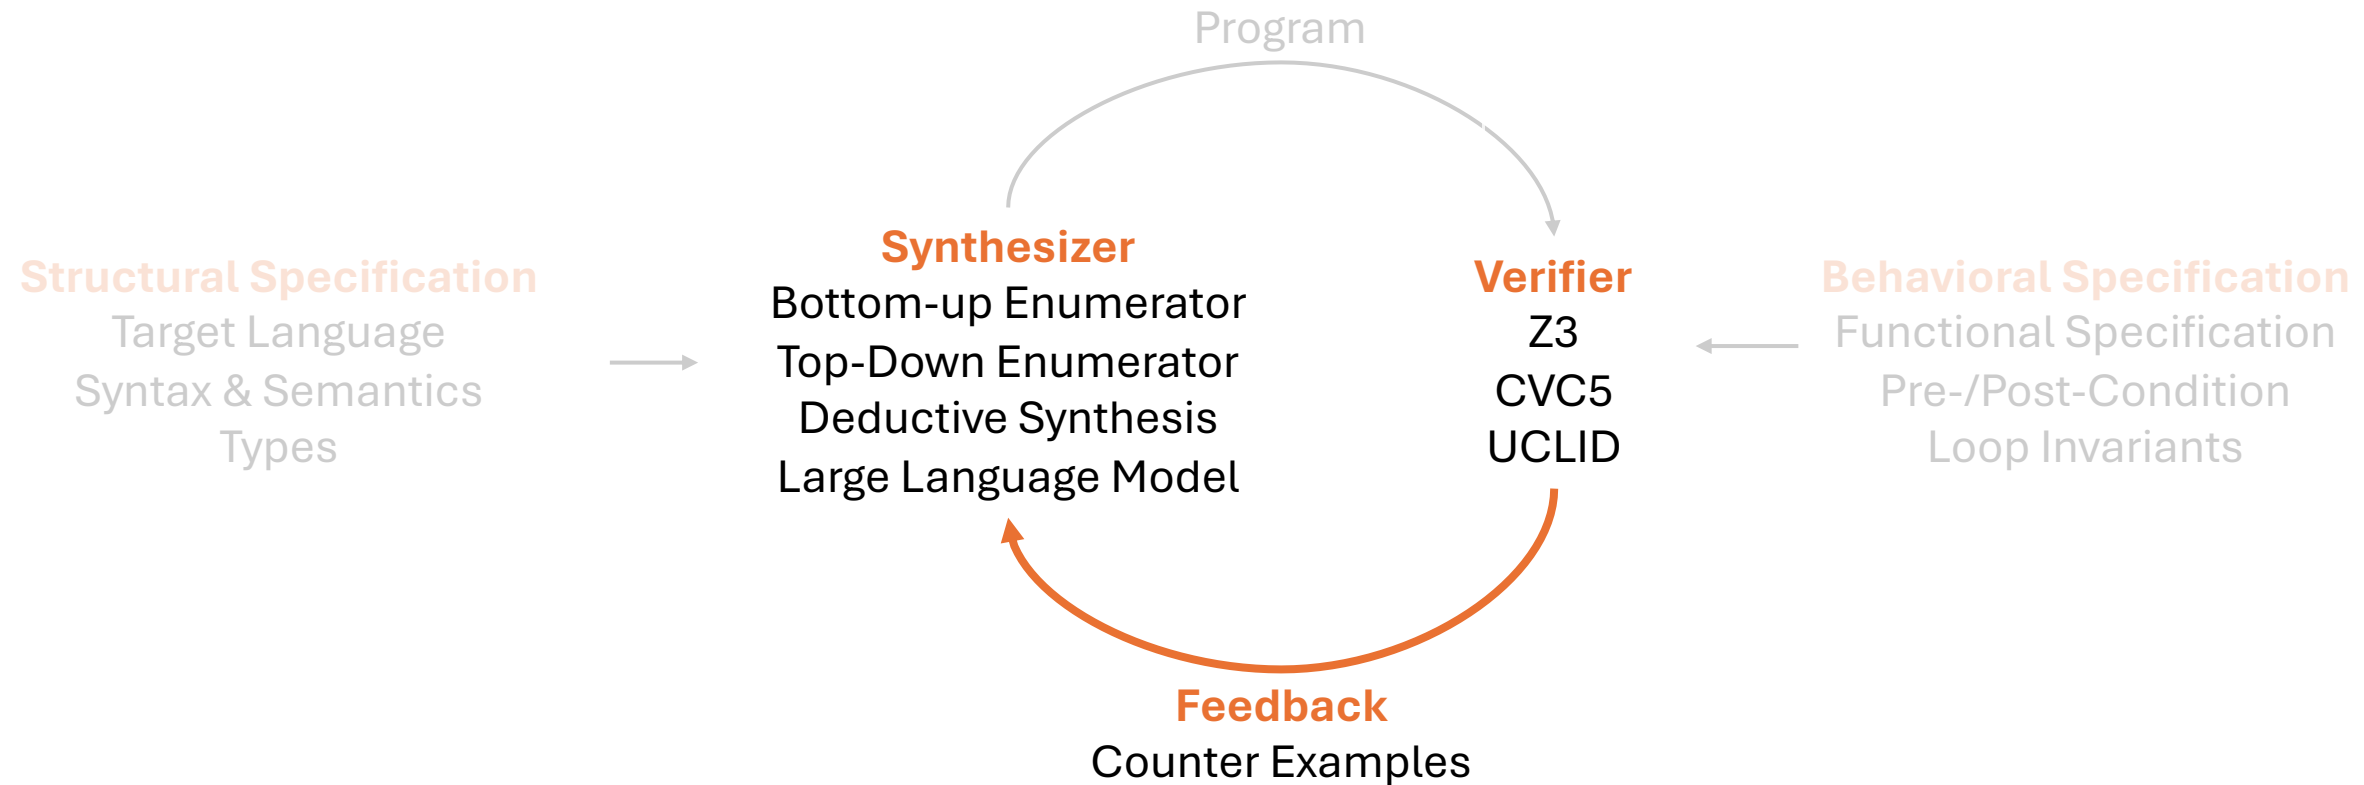 Program
Structural Specification
Target Language
Syntax & Semantics
Types
Synthesizer
Bottom-up Enumerator
Top-Down Enumerator
Deductive Synthesis
Large Language Model
Verifier
Z3
CVC5
UCLID
Behavioral Specification
Functional Specification
Pre-/Post-Condition
Loop Invariants
Feedback
Counter Examples